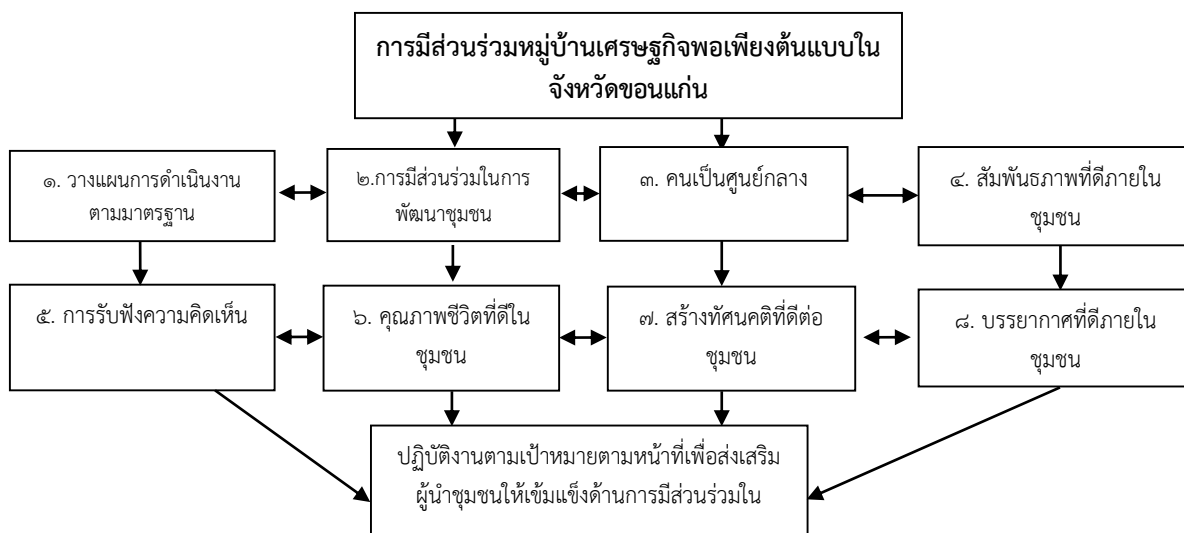 การมีส่วนร่วมหมู่บ้านเศรษฐกิจพอเพียงต้นแบบใน
จังหวัดขอนแก่น
๑. วางแผนการดำเนินงาน
ตามมาตรฐาน
๒.การมีส่วนร่วมในการ
พัฒนาชุมชน
๓. คนเป็นศูนย์กลาง
๔. สัมพันธภาพที่ดีภายใน
ชุมชน
๕. การรับฟังความคิดเห็น
๖. คุณภาพชีวิตที่ดีใน
ชุมชน
๗. สร้างทัศนคติที่ดีต่อ
ชุมชน
๘. บรรยากาศที่ดีภายใน
ชุมชน
ปฏิบัติงานตามเป้าหมายตามหน้าที่เพื่อส่งเสริม
ผู้นำชุมชนให้เข้มแข็งด้านการมีส่วนร่วมใน